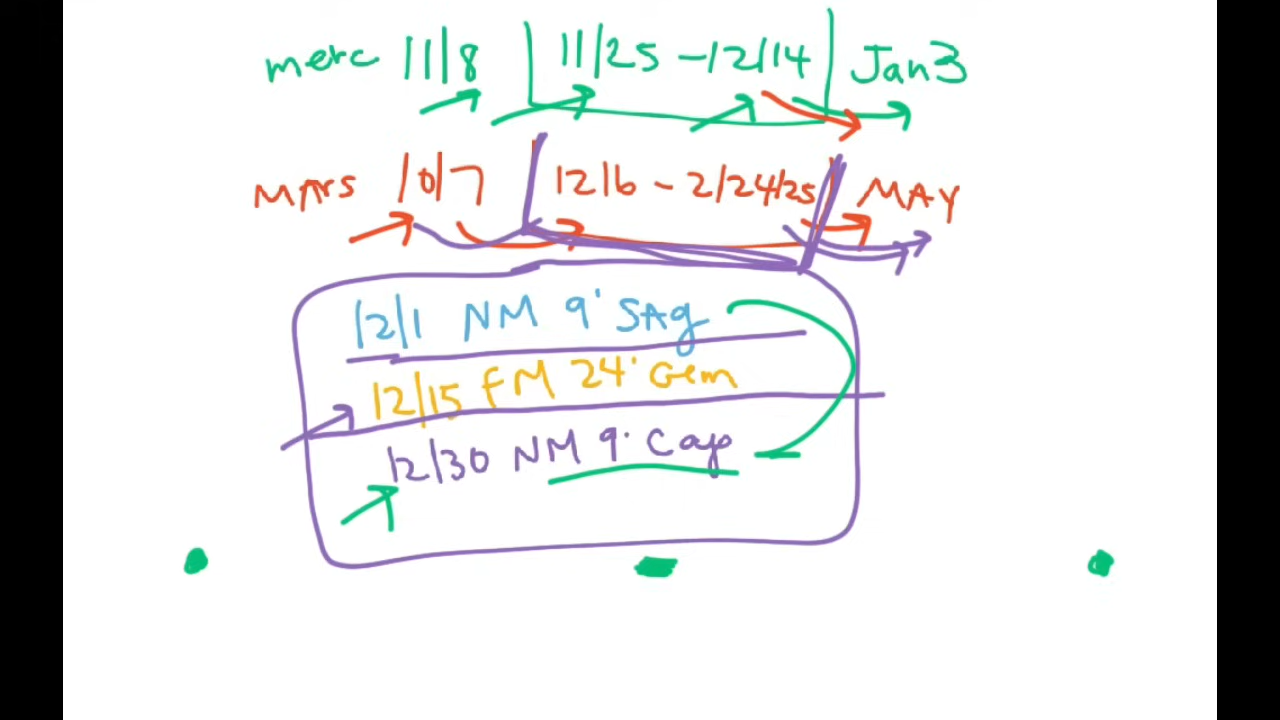 merc 11/8 11/25 - 12/14 Jan 3
MARS 10/7 12/6 - 2/24/25 MAY
12/1 NM 9° SAg
12/15 FM 24° Gem
12/30 NM 9° Cap